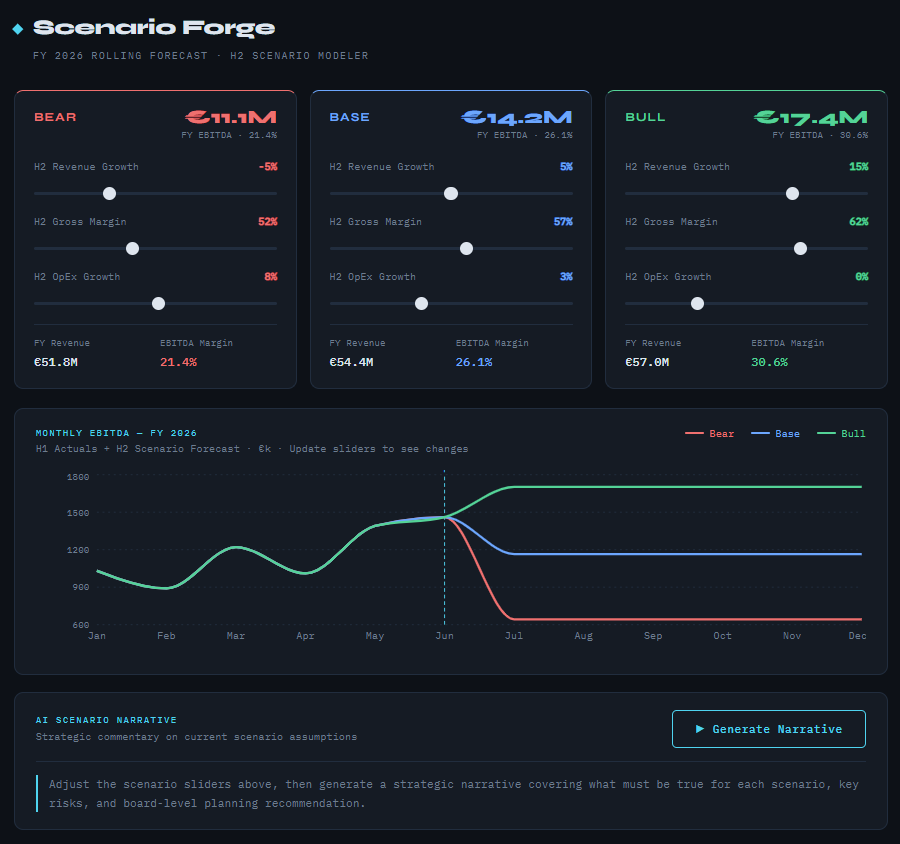 Scenario Forge
FY 2026 ROLLING FORECAST · H2 SCENARIO MODELER
BEAR
€11.1M
FY EBITDA · 21.4%
H2 Revenue Growth
-5%
H2 Gross Margin
52%
H2 OpEx Growth
8%
FY Revenue
EBITDA Margin
€51.8M
21.4%
BASE
€14.2M
FY EBITDA · 26.1%
H2 Revenue Growth
5%
H2 Gross Margin
57%
H2 OpEx Growth
3%
FY Revenue
EBITDA Margin
€54.4M
26.1%
BULL
€17.4M
FY EBITDA · 30.6%
H2 Revenue Growth
15%
H2 Gross Margin
62%
H2 OpEx Growth
0%
FY Revenue
EBITDA Margin
€57.0M
30.6%
MONTHLY EBITDA — FY 2026
H1 Actuals + H2 Scenario Forecast · €k · Update sliders to see changes
Bear
Base
Bull
1800
1500
1200
900
600
Jan Feb Mar Apr May Jun Jul Aug Sep Oct Nov Dec
AI SCENARIO NARRATIVE
Strategic commentary on current scenario assumptions
▶ Generate Narrative
Adjust the scenario sliders above, then generate a strategic narrative covering what must be true for each scenario, key
risks, and board-level planning recommendation.